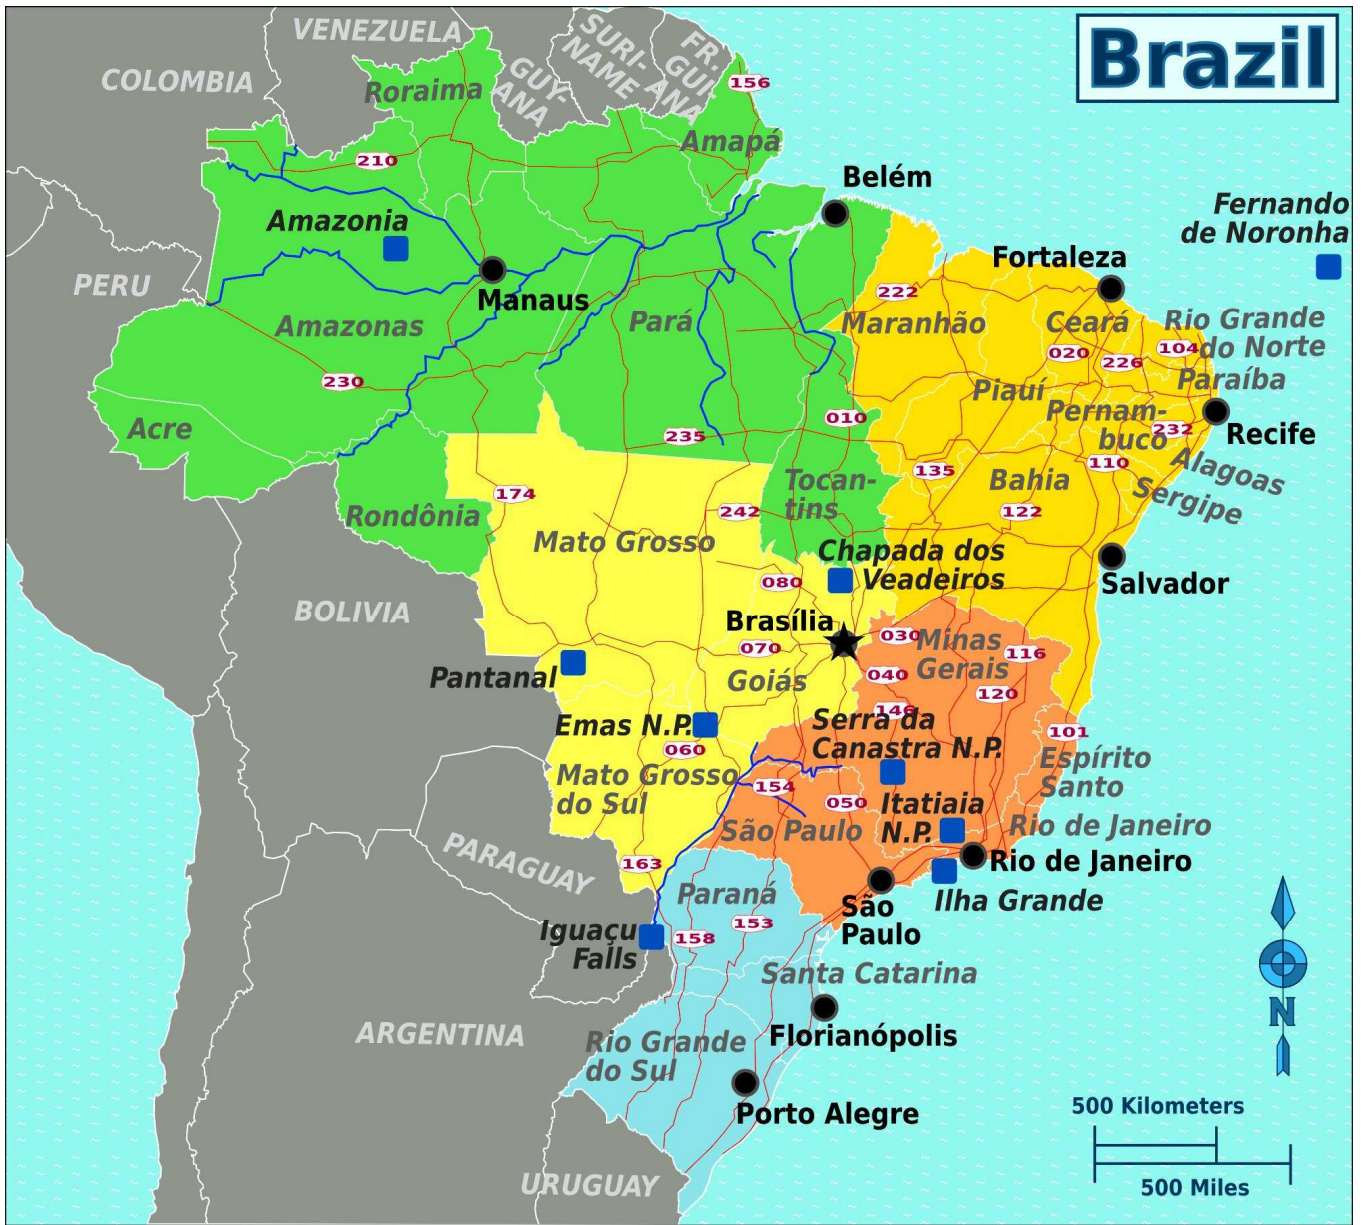 Brazil
VENEZUELA
COLOMBIA
GUY-
ANA
SURI-
NAME
FR.
GUI-
ANA
Roraima
156
Amapá
210
Belém
Amazonia
Fernando
de Noronha
PERU
Manaus
Fortaleza
222
Amazonas
Pará
Maranhão
Ceará
Rio Grande
do Norte
020
226
104
230
Piauí
Paraíba
Acre
010
Pernam-
buco
232
Recife
235
135
110
Alagoas
Sergipe
174
Tocan-
tins
Bahia
122
Rondônia
242
Mato Grosso
Chapada dos
Veadeiros
080
Salvador
BOLIVIA
Brasília
030
Minas
Gerais
116
070
040
Pantanal
Goiás
120
146
Emas N.P.
Serra da
Canastra N.P.
101
060
Espírito
Santo
Mato Grosso
do Sul
154
050
Itatiaia
N.P.
São Paulo
Rio de Janeiro
PARAGUAY
163
Rio de Janeiro
Paraná
São
Paulo
Ilha Grande
Iguaçu
Falls
158
153
Santa Catarina
N
ARGENTINA
Rio Grande
do Sul
Florianópolis
Porto Alegre
500 Kilometers
500 Miles
URUGUAY